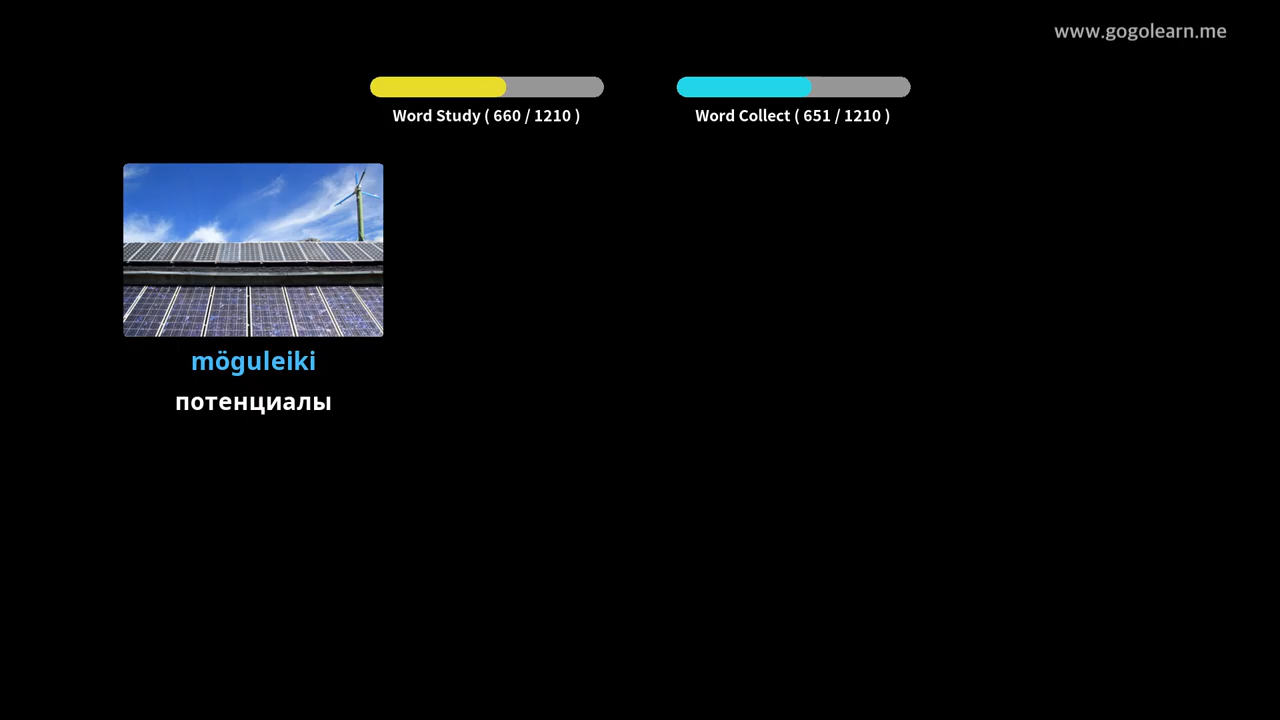 www.gogolearn.me
Word Study ( 660 / 1210 )
Word Collect ( 651 / 1210 )
möguleiki
потенциалы